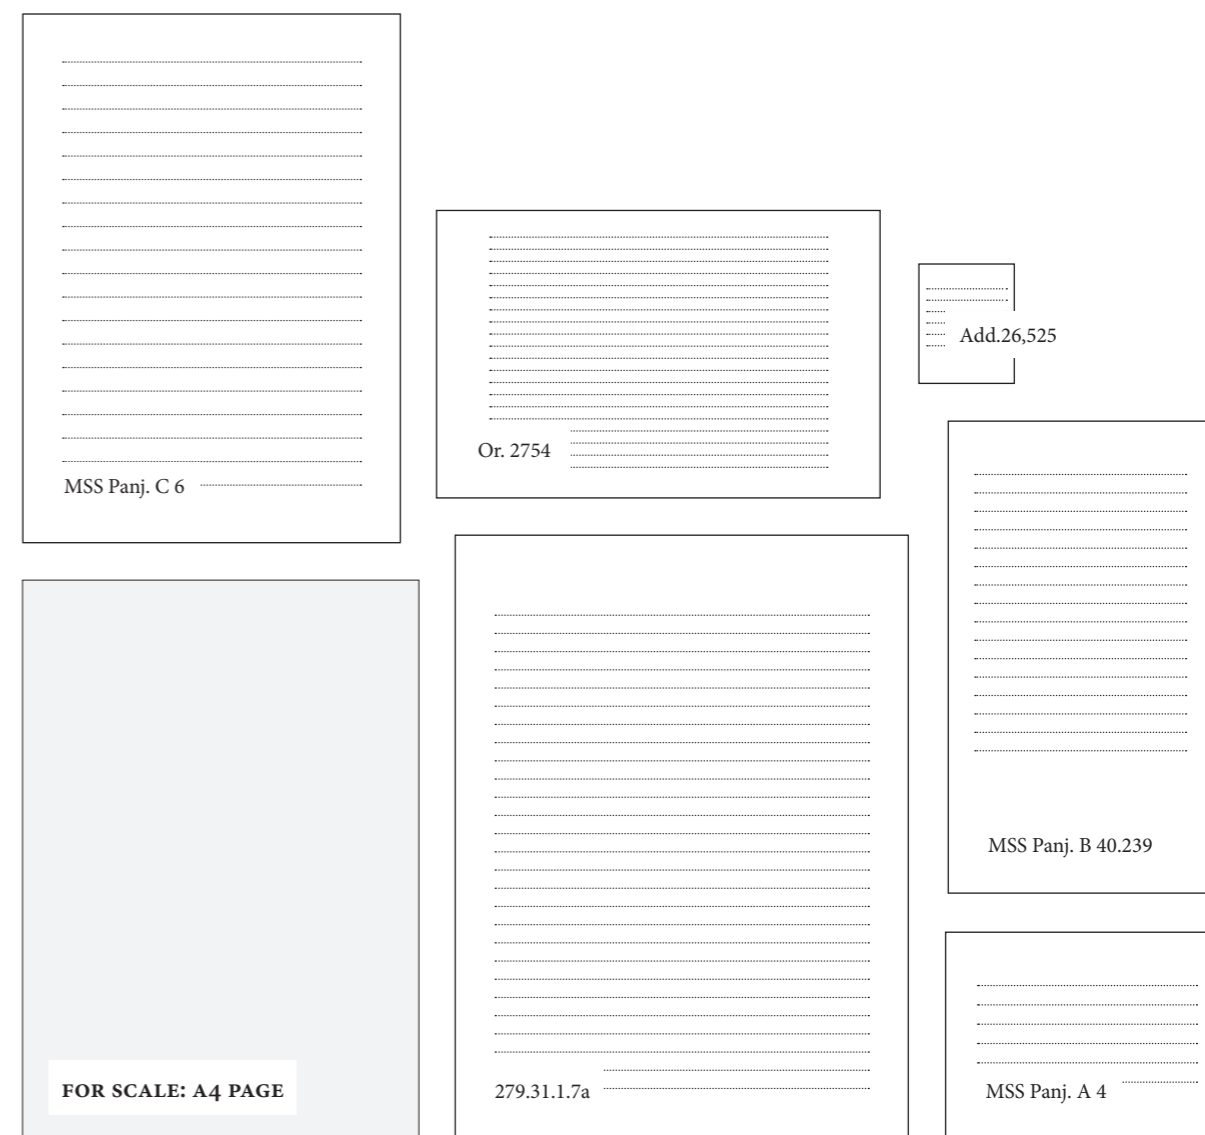 Add.26,525
Or. 2754
MSS Panj. C 6
MSS Panj. B 40.239
FOR SCALE: A4 PAGE
279.31.1.7a
MSS Panj. A 4